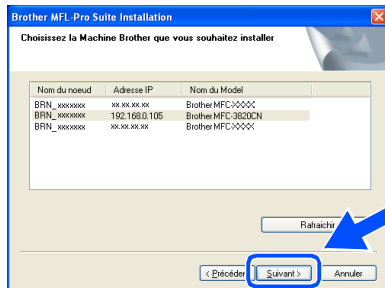 Brother MFL-Pro Suite Installation
Choisissez la Machine Brother que vous souhaitez installer
Nom du noeud Adresse IP Nom du Model
BRN_xxxxxxx xx.xx.xx.xx Brother MFC-XXXX
BRN_xxxxxxx 192.168.0.105 Brother MFC-3820CN
BRN_xxxxxxx xx.xx.xx.xx Brother MFC-XXXX
Rafraichir
< Précéder Suivant > Annuler